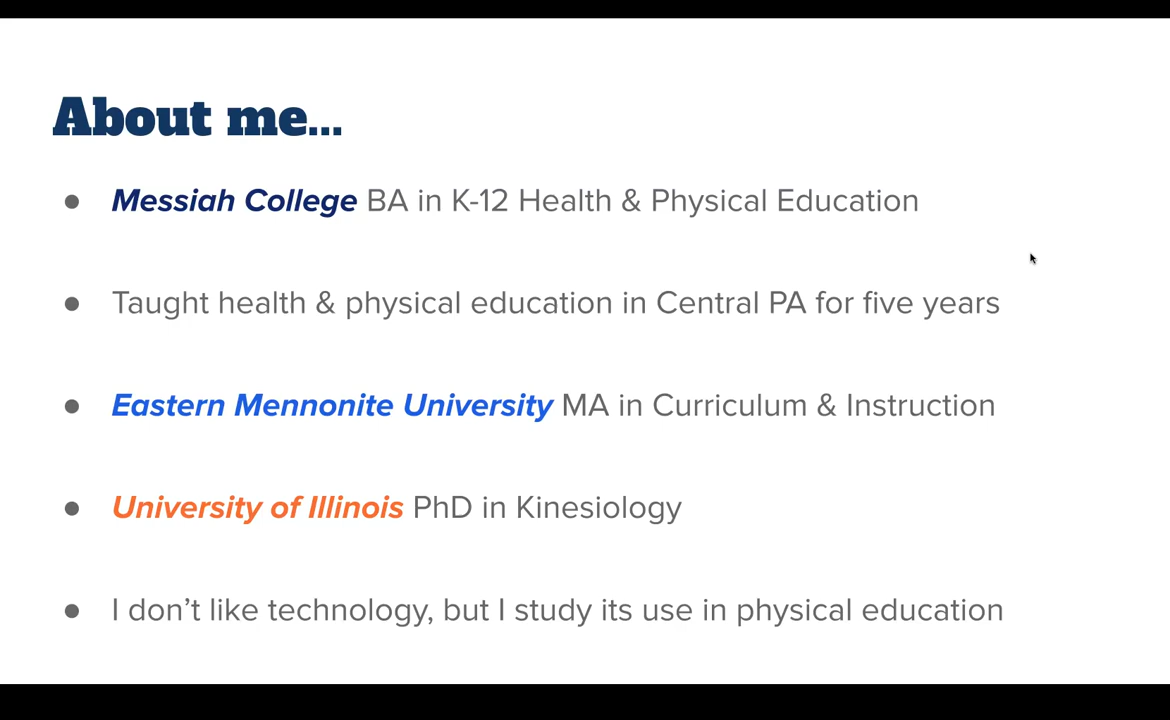 About me...
● Messiah College BA in K-12 Health & Physical Education
● Taught health & physical education in Central PA for five years
● Eastern Mennonite University MA in Curriculum & Instruction
● University of Illinois PhD in Kinesiology
● I don’t like technology, but I study its use in physical education